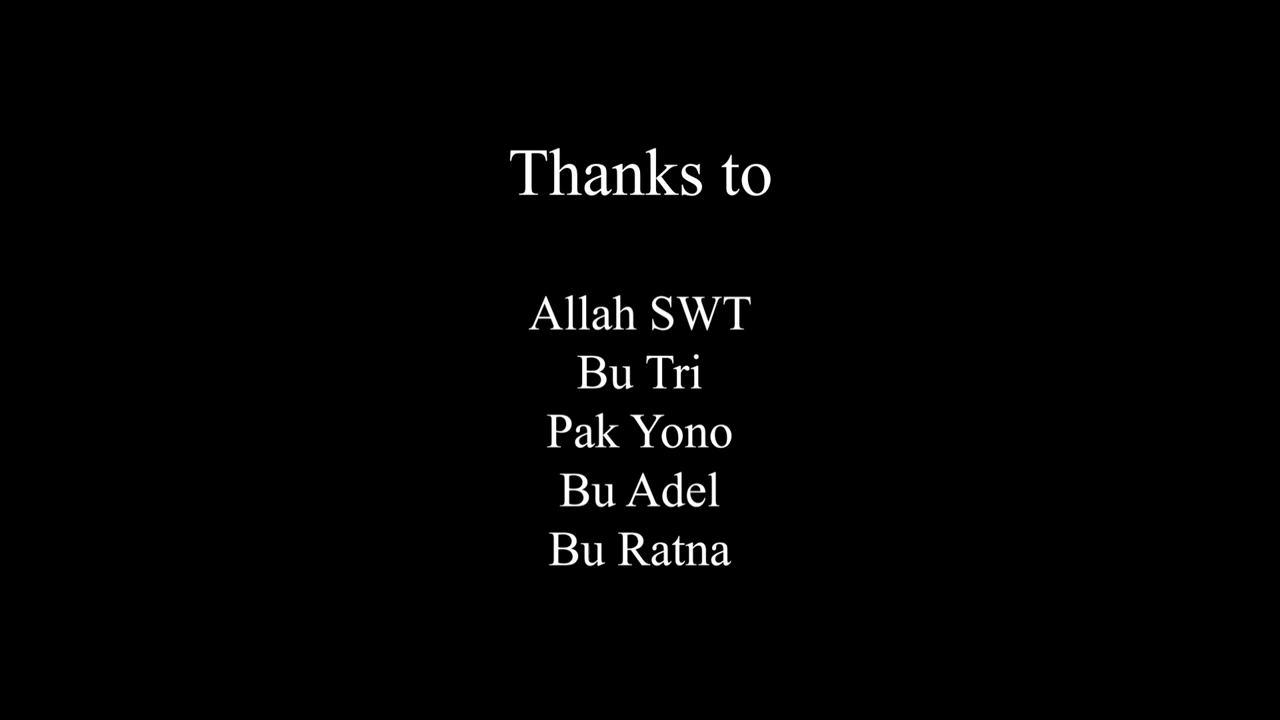 Thanks to
Allah SWT
Bu Tri
Pak Yono
Bu Adel
Bu Ratna